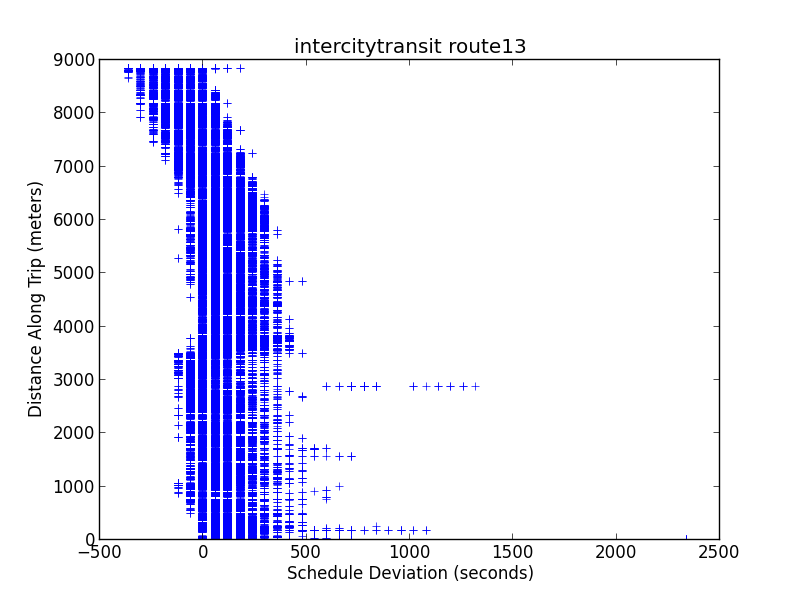 intercitytransit route13
9000
8000
7000
6000
5000
4000
3000
2000
1000
0
Distance Along Trip (meters)
−500 0 500 1000 1500 2000 2500
Schedule Deviation (seconds)